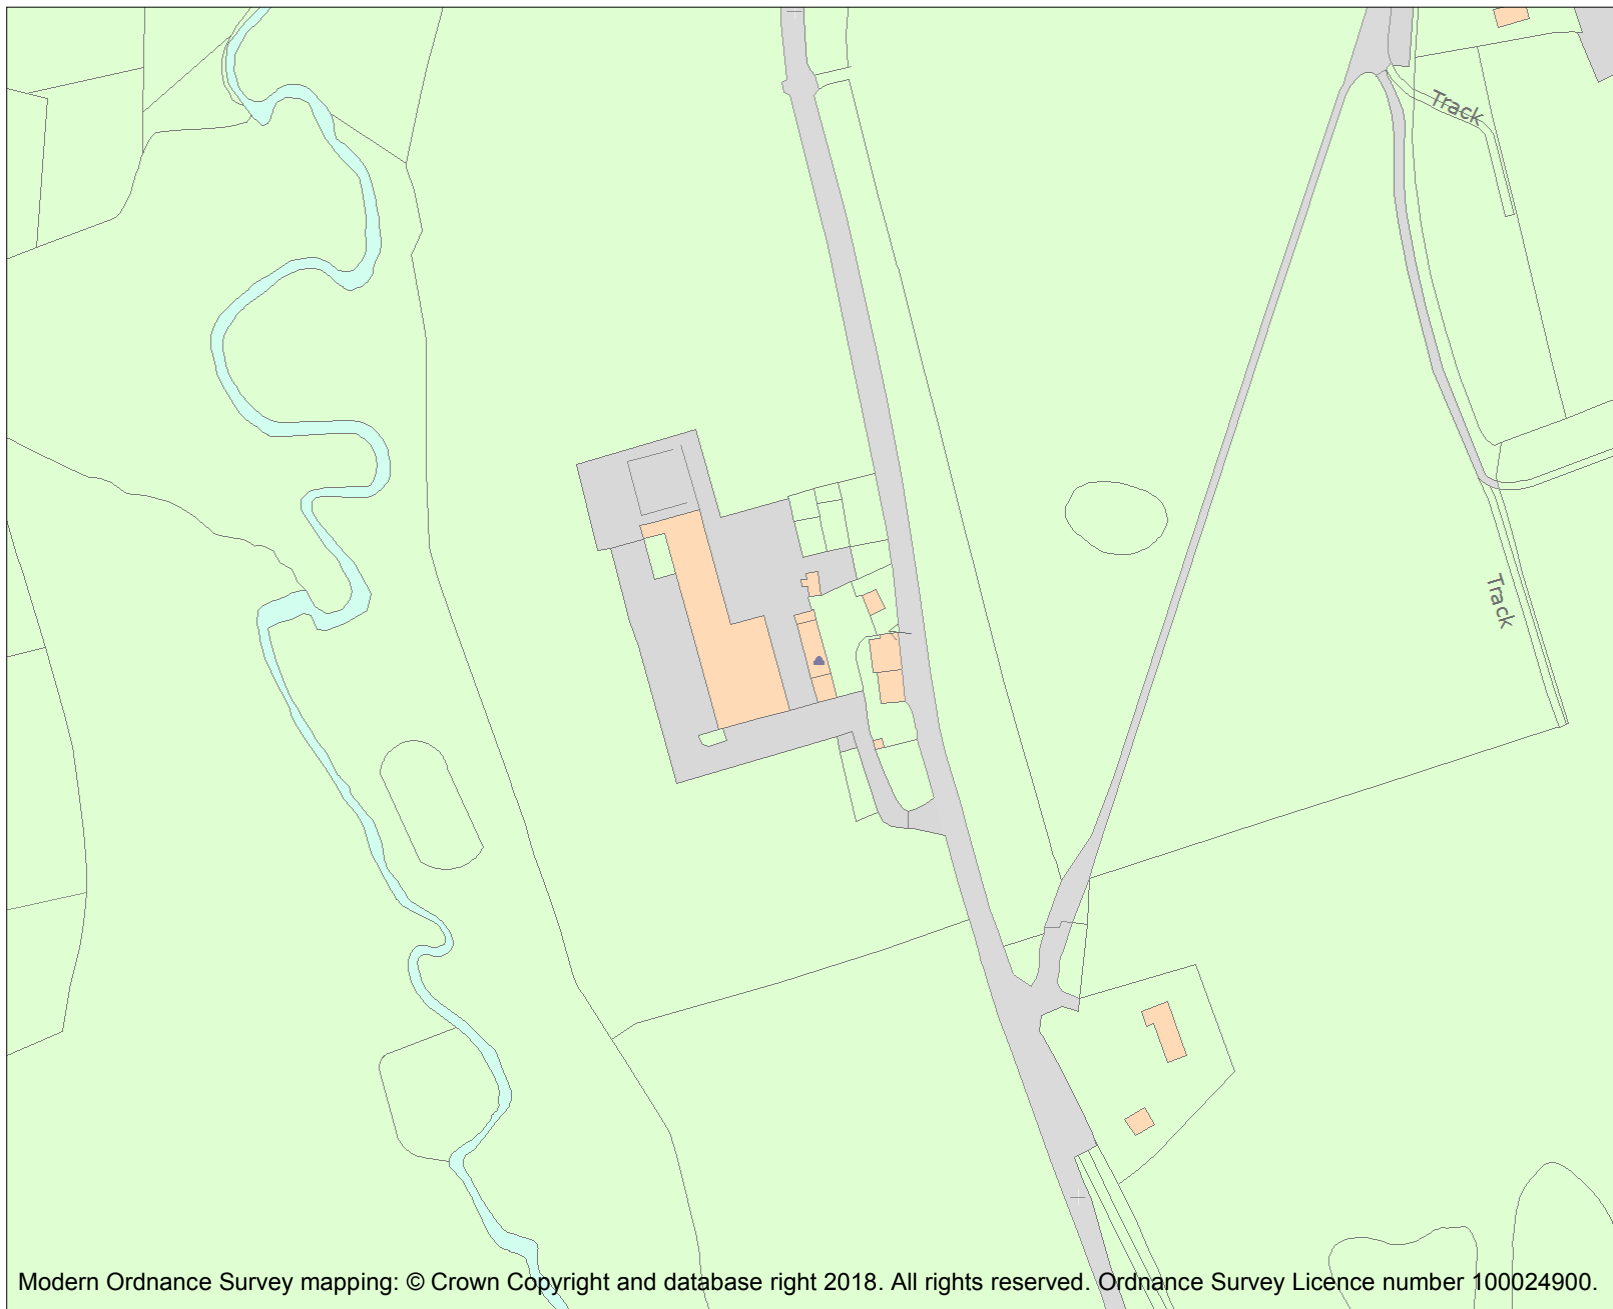 Track
Track
Modern Ordnance Survey mapping: © Crown Copyright and database right 2018. All rights reserved. Ordnance Survey Licence number 100024900.